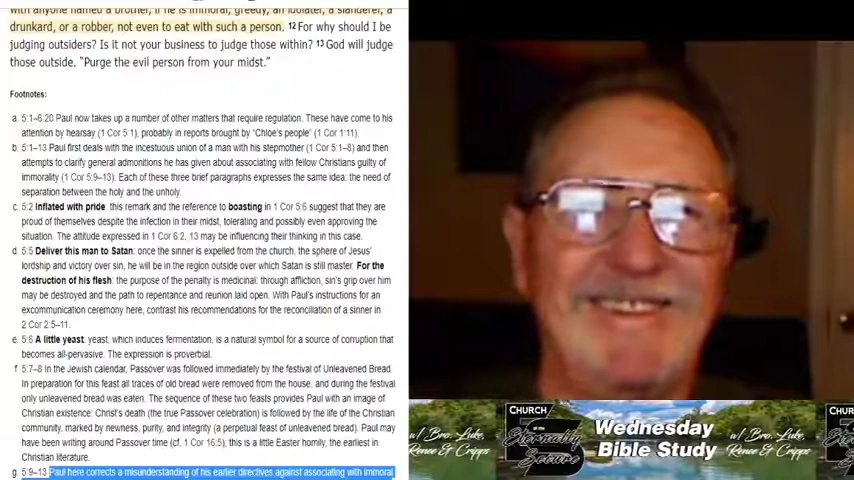 with anyone named a brother, if he is immoral, greedy, an idolater, a slanderer, a
drunkard, or a robber, not even to eat with such a person. 12 For why should I be
judging outsiders? Is it not your business to judge those within? 13 God will judge
those outside. “Purge the evil person from your midst.”
Footnotes:
a. 5:1–6:20 Paul now takes up a number of other matters that require regulation. These have come to his
attention by hearsay (1 Cor 5:1), probably in reports brought by “Chloe’s people” (1 Cor 1:11).
b. 5:1–13 Paul first deals with the incestuous union of a man with his stepmother (1 Cor 5:1–8) and then
attempts to clarify general admonitions he has given about associating with fellow Christians guilty of
immorality (1 Cor 5:9–13). Each of these three brief paragraphs expresses the same idea: the need of
separation between the holy and the unholy.
c. 5:2 Inflated with pride: this remark and the reference to boasting in 1 Cor 5:6 suggest that they are
proud of themselves despite the infection in their midst, tolerating and possibly even approving the
situation. The attitude expressed in 1 Cor 6:2, 13 may be influencing their thinking in this case.
d. 5:5 Deliver this man to Satan: once the sinner is expelled from the church, the sphere of Jesus’
lordship and victory over sin, he will be in the region outside over which Satan is still master. For the
destruction of his flesh: the purpose of the penalty is medicinal: through affliction, sin’s grip over him
may be destroyed and the path to repentance and reunion laid open. With Paul’s instructions for an
excommunication ceremony here, contrast his recommendations for the reconciliation of a sinner in
2 Cor 2:5–11.
e. 5:6 A little yeast: yeast, which induces fermentation, is a natural symbol for a source of corruption that
becomes all-pervasive. The expression is proverbial.
f. 5:7–8 In the Jewish calendar, Passover was followed immediately by the festival of Unleavened Bread.
In preparation for this feast all traces of old bread were removed from the house, and during the festival
only unleavened bread was eaten. The sequence of these two feasts provides Paul with an image of
Christian existence: Christ’s death (the true Passover celebration) is followed by the life of the Christian
community, marked by newness, purity, and integrity (a perpetual feast of unleavened bread). Paul may
have been writing around Passover time (cf. 1 Cor 16:5); this is a little Easter homily, the earliest in
Christian literature.
g. 5:9–13 Paul here corrects a misunderstanding of his earlier directives against associating with immoral
w/ Bro. Luke,
Renee & Cripps
CHURCH
of the
Eternally
Secure
Wednesday
Bible Study
w/ Bro. Luke,
Renee & Cripps
CHURCH